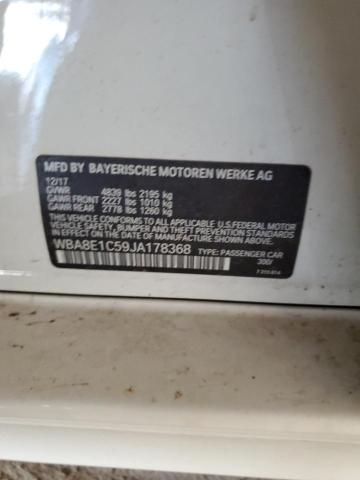 MFD BY BAYERISCHE MOTOREN WERKE AG
12/17
GVWR 4839 lbs 2195 kg
GAWR FRONT 2227 lbs 1010 kg
GAWR REAR 2778 lbs 1260 kg
THIS VEHICLE CONFORMS TO ALL APPLICABLE U.S.FEDERAL MOTOR
VEHICLE SAFETY, BUMPER AND THEFT PREVENTION STANDARDS
IN EFFECT ON THE DATE OF MANUFACTURE SHOWN ABOVE.
WBA8E1C59JA178368 TYPE: PASSENGER CAR